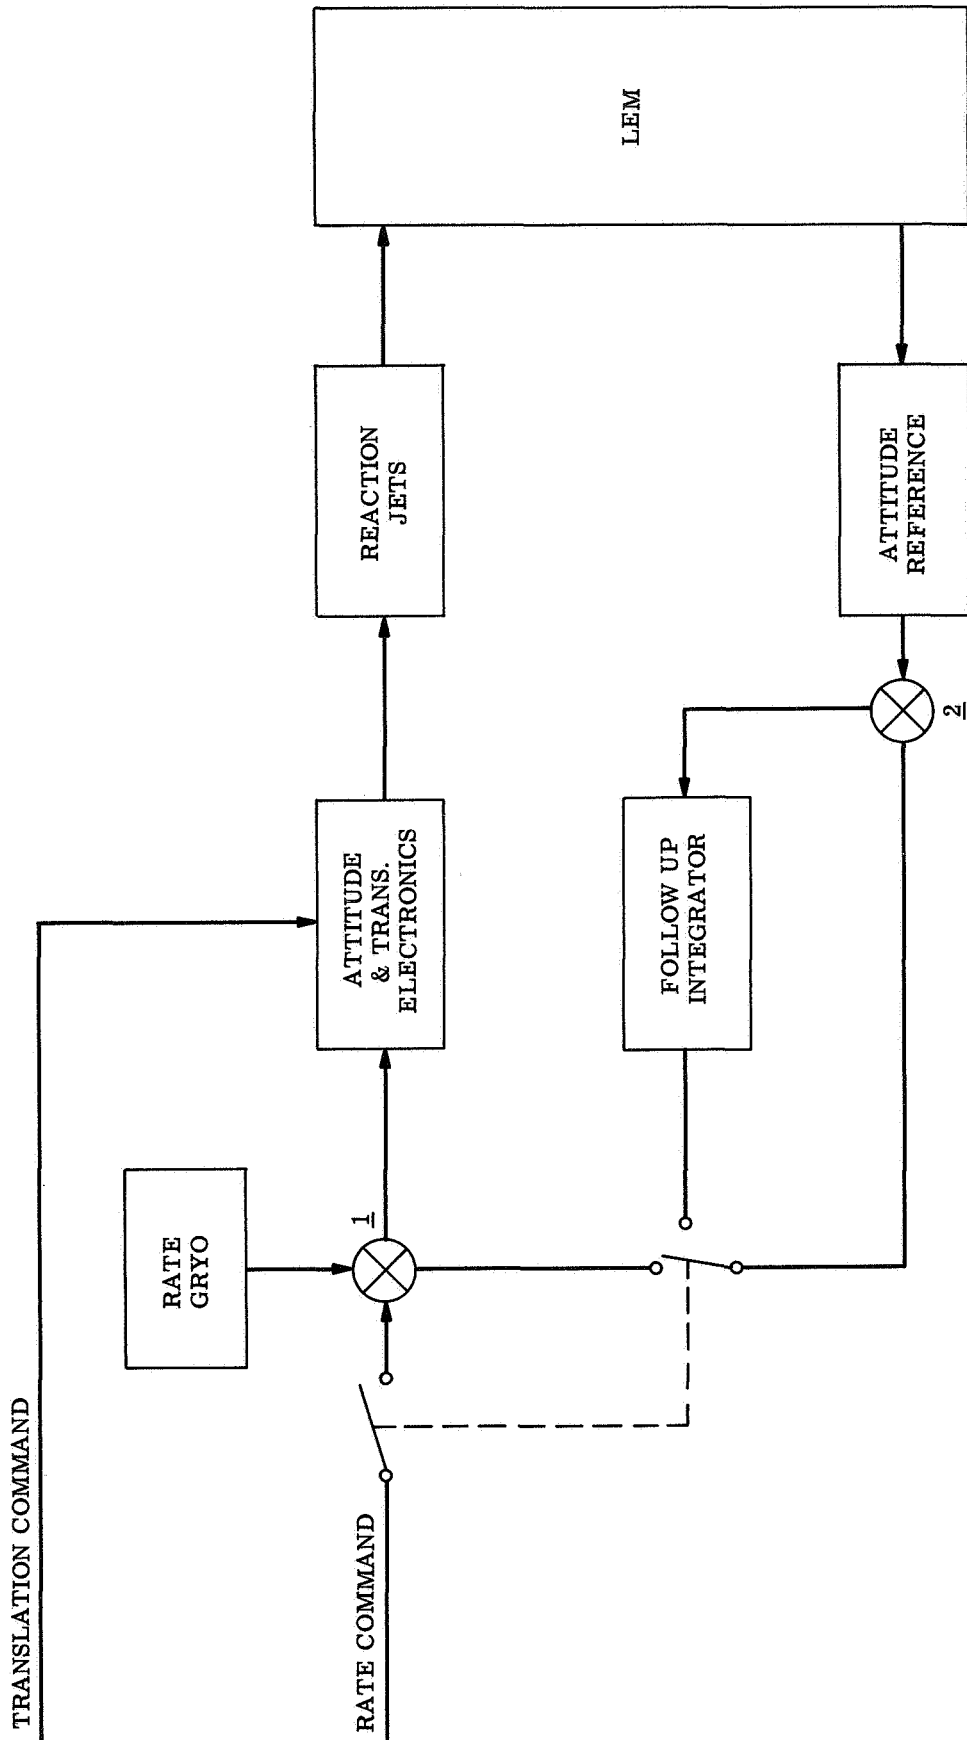 TRANSLATION COMMAND
RATE COMMAND
RATE
GRYO
1
ATTITUDE
& TRANS.
ELECTRONICS
REACTION
JETS
LEM
FOLLOW UP
INTEGRATOR
2
ATTITUDE
REFERENCE